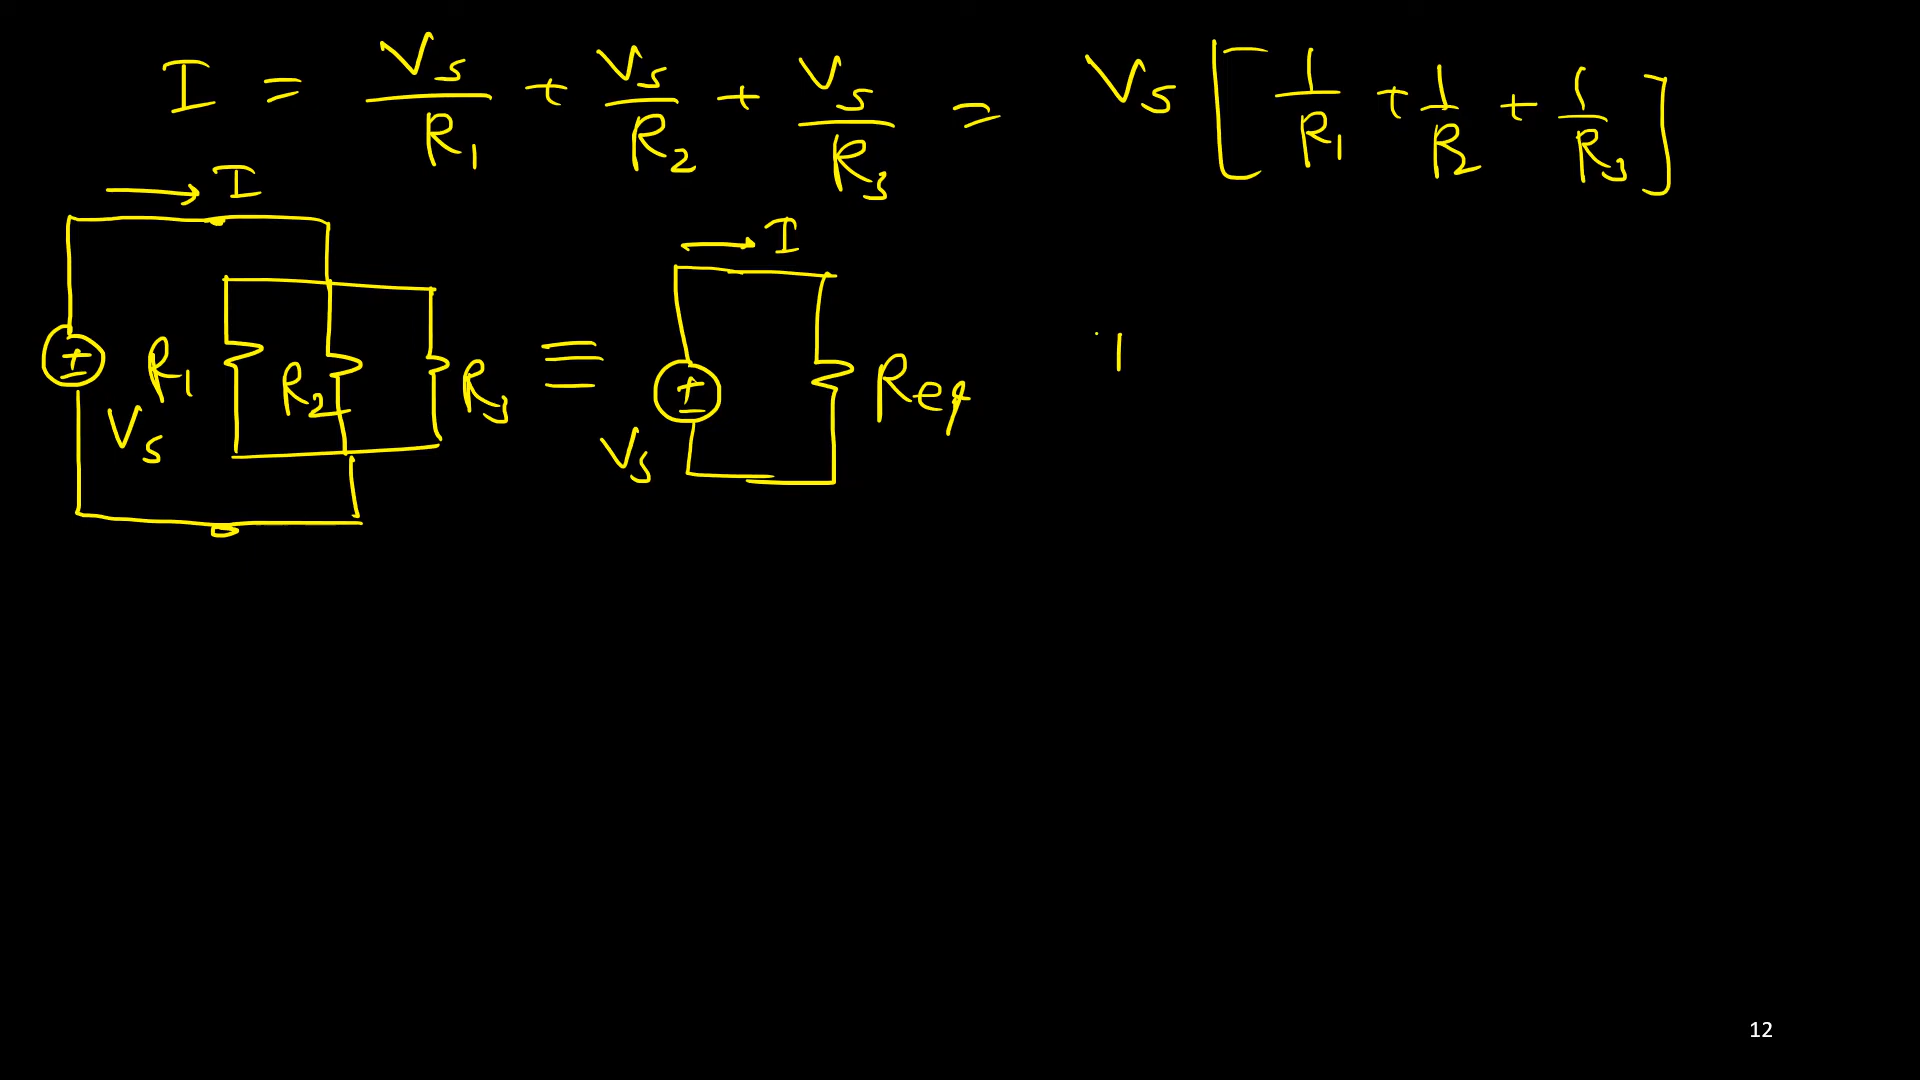 I = Vs/R1 + Vs/R2 + Vs/R3 = Vs [ 1/R1 + 1/R2 + 1/R3 ]
I
I
± R1 R2 R3 ≡ ± Req
Vs Vs
12